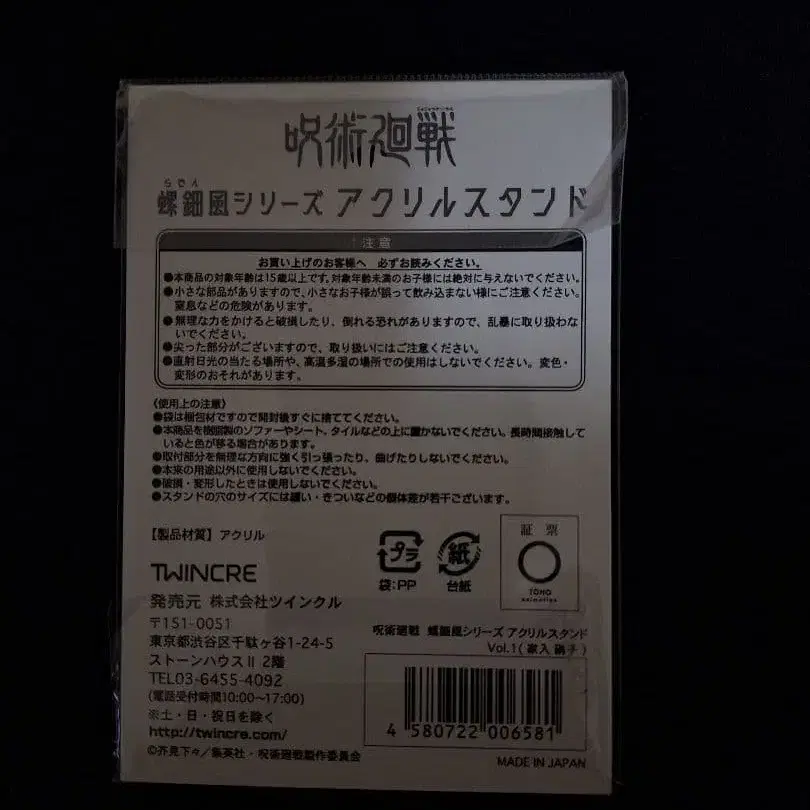 じゅじゅつかいせん
呪術廻戦
らでん
螺鈿風シリーズ アクリルスタンド
！注意
お買い上げのお客様へ 必ずお読みください。
●本商品の対象年齢は15歳以上です。対象年齢未満のお子様には絶対に与えないでください。
●小さな部品がありますので、小さなお子様が誤って飲み込まない様にご注意ください。
窒息などの危険があります。
●無理な力をかけると破損したり、倒れる恐れがありますので、乱暴に取り扱わな
いでください。
●尖った部分がございますので、取り扱いにはご注意ください。
●直射日光の当たる場所や、高温多湿の場所での使用はしないでください。変色・
変形のおそれがあります。
《使用上の注意》
●袋は梱包材ですので開封後すぐに捨ててください。
●本商品を樹脂製のソファーやシート、タイルなどの上に置かないでください。長時間接触して
いると色が移る場合があります。
●取付部分を無理な方向に強く引っ張ったり、曲げたりしないでください。
●本来の用途以外に使用しないでください。
●破損・変形したときは使用しないでください。
●スタンドの穴のサイズには緩い・きついなどの個体差が若干ございます。
【製品材質】アクリル
プラ
袋:PP
紙
台紙
証票
TOHO
animation
TWINCRE
発売元 株式会社ツインクル
〒151-0051
東京都渋谷区千駄ヶ谷1-24-5
ストーンハウスⅡ 2階
TEL03-6455-4092
(電話受付時間10:00〜17:00)
※土・日・祝日を除く
http://twincre.com/
©芥見下々／集英社・呪術廻戦製作委員会
呪術廻戦 螺鈿風シリーズ アクリルスタンド
Vol.1(家入 硝子)
4 580722 006581
MADE IN JAPAN